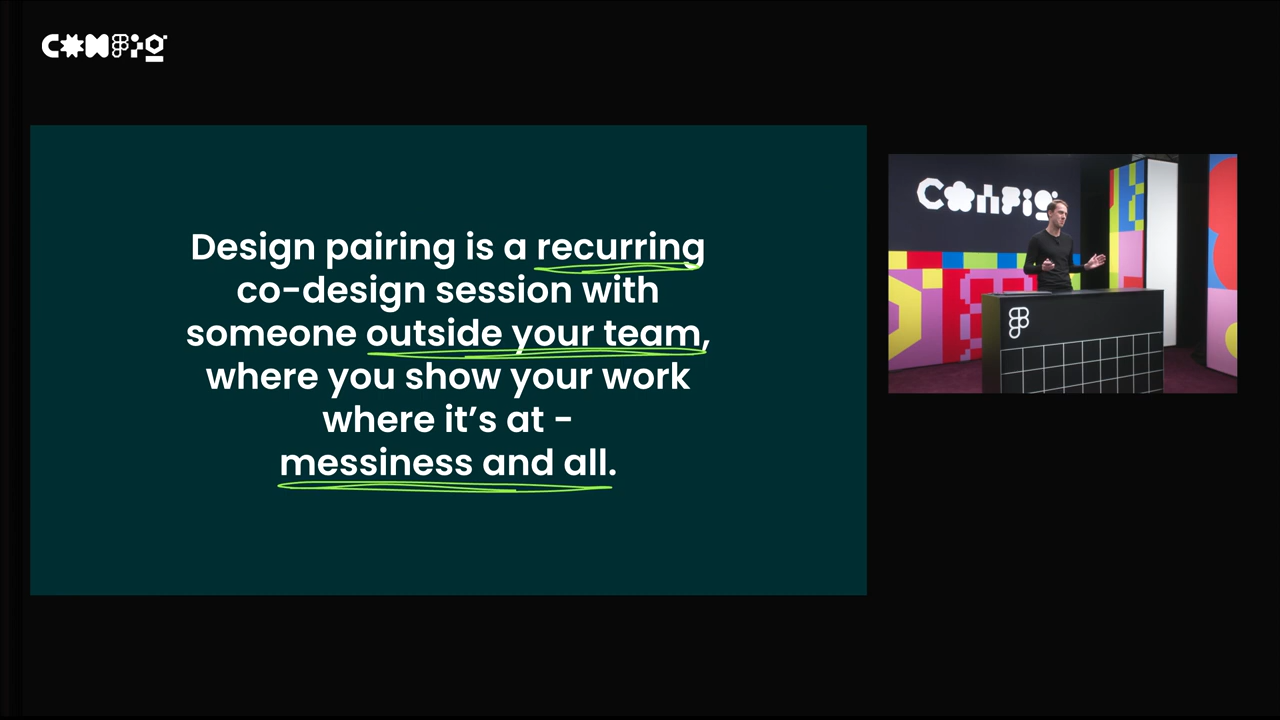 CONFIG
Design pairing is a recurring
co-design session with
someone outside your team,
where you show your work
where it's at -
messiness and all.
CONFIG